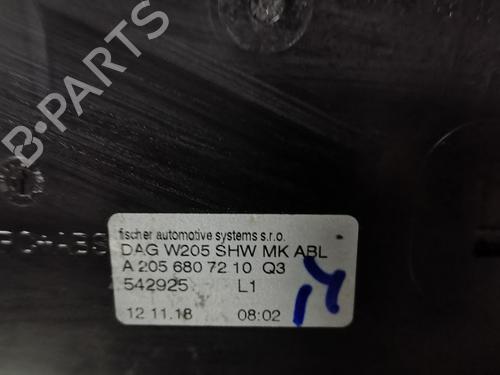 fischer automotive systems s.r.o.
DAG W205 SHW MK ABL
A 205 680 72 10 Q3
542925 L1
12 11.18 08:02
B-PARTS